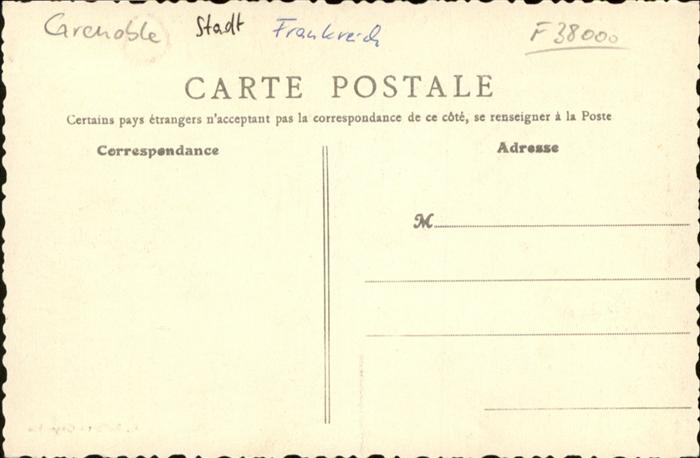 Grenoble Stadt Frankreich F 38000
CARTE POSTALE
Certains pays étrangers n'acceptant pas la correspondance de ce côté, se renseigner à la Poste
Correspondance Adresse
M